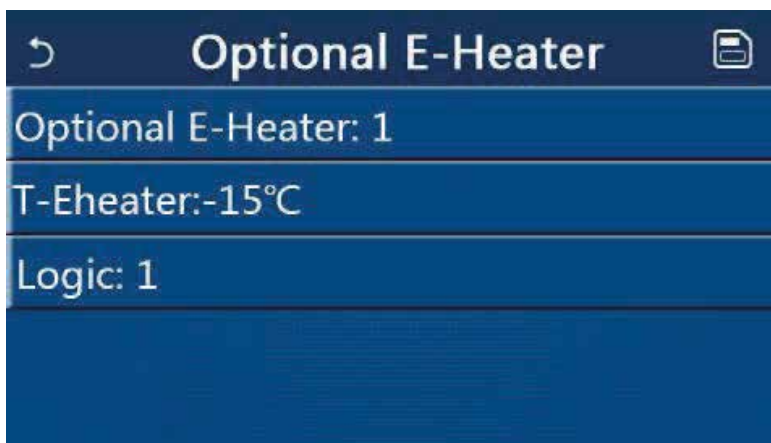 Optional E-Heater
Optional E-Heater: 1
T-Eheater:-15℃
Logic: 1